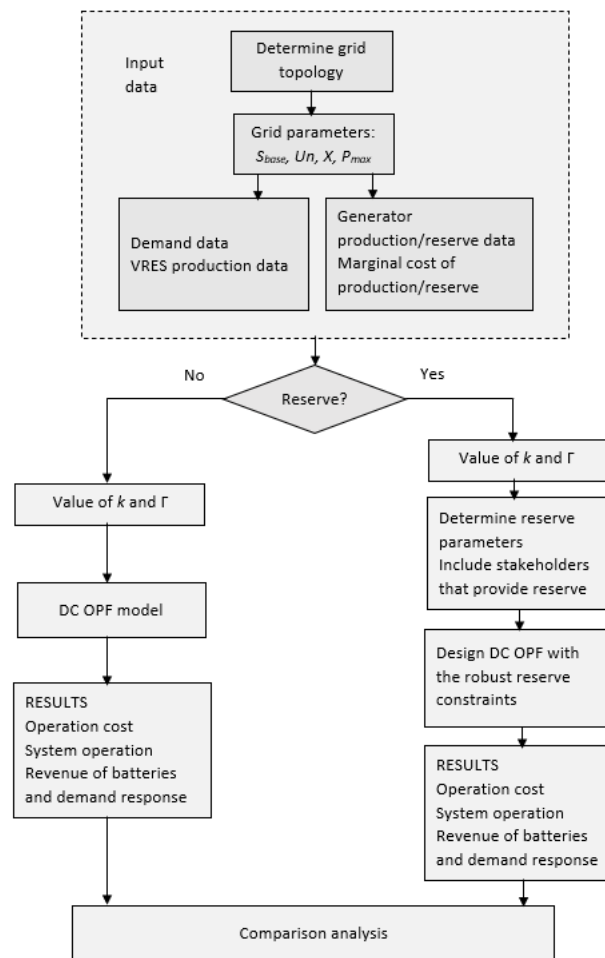 Input
data
Determine grid
topology
Grid parameters:
Sbase, Un, X, Pmax
Demand data
VRES production data
Generator
production/reserve data
Marginal cost of
production/reserve
No
Reserve?
Yes
Value of k and Γ
DC OPF model
RESULTS
Operation cost
System operation
Revenue of batteries
and demand response
Value of k and Γ
Determine reserve
parameters
Include stakeholders
that provide reserve
Design DC OPF with
the robust reserve
constraints
RESULTS
Operation cost
System operation
Revenue of batteries
and demand response
Comparison analysis